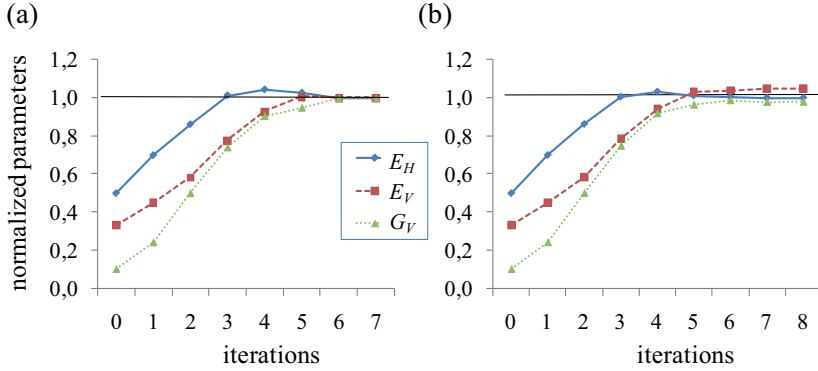 (a)
(b)
normalized parameters
1,2
1,0
0,8
0,6
0,4
0,2
0,0
0 1 2 3 4 5 6 7
iterations
E_H
E_V
G_V
1,2
1,0
0,8
0,6
0,4
0,2
0,0
0 1 2 3 4 5 6 7 8
iterations